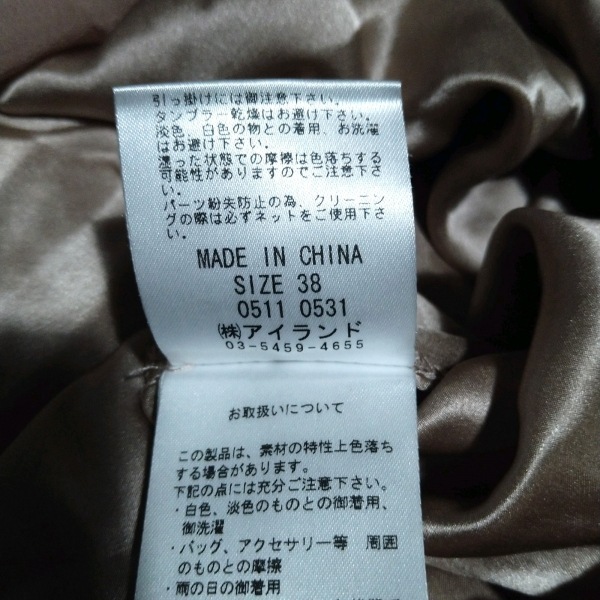 引っ掛けには御注意下さい。
タンブラー乾燥はお避け下さい。
淡色、白色の物との着用、お洗濯
はお避け下さい。
湿った状態での摩擦は色落ちする
可能性がありますのでご注意下さ
い。
パーツ紛失防止の為、クリーニン
グの際は必ずネットをご使用下さ
い。
MADE IN CHINA
SIZE 38
0511 0531
㈱アイランド
03-5459-4655
お取扱いについて
この製品は、素材の特性上色落ち
する場合があります。
下記の点には充分ご注意下さい。
・白色、淡色のものとの御着用、
御洗濯
・バッグ、アクセサリー等 周囲
のものとの摩擦
・雨の日の御着用